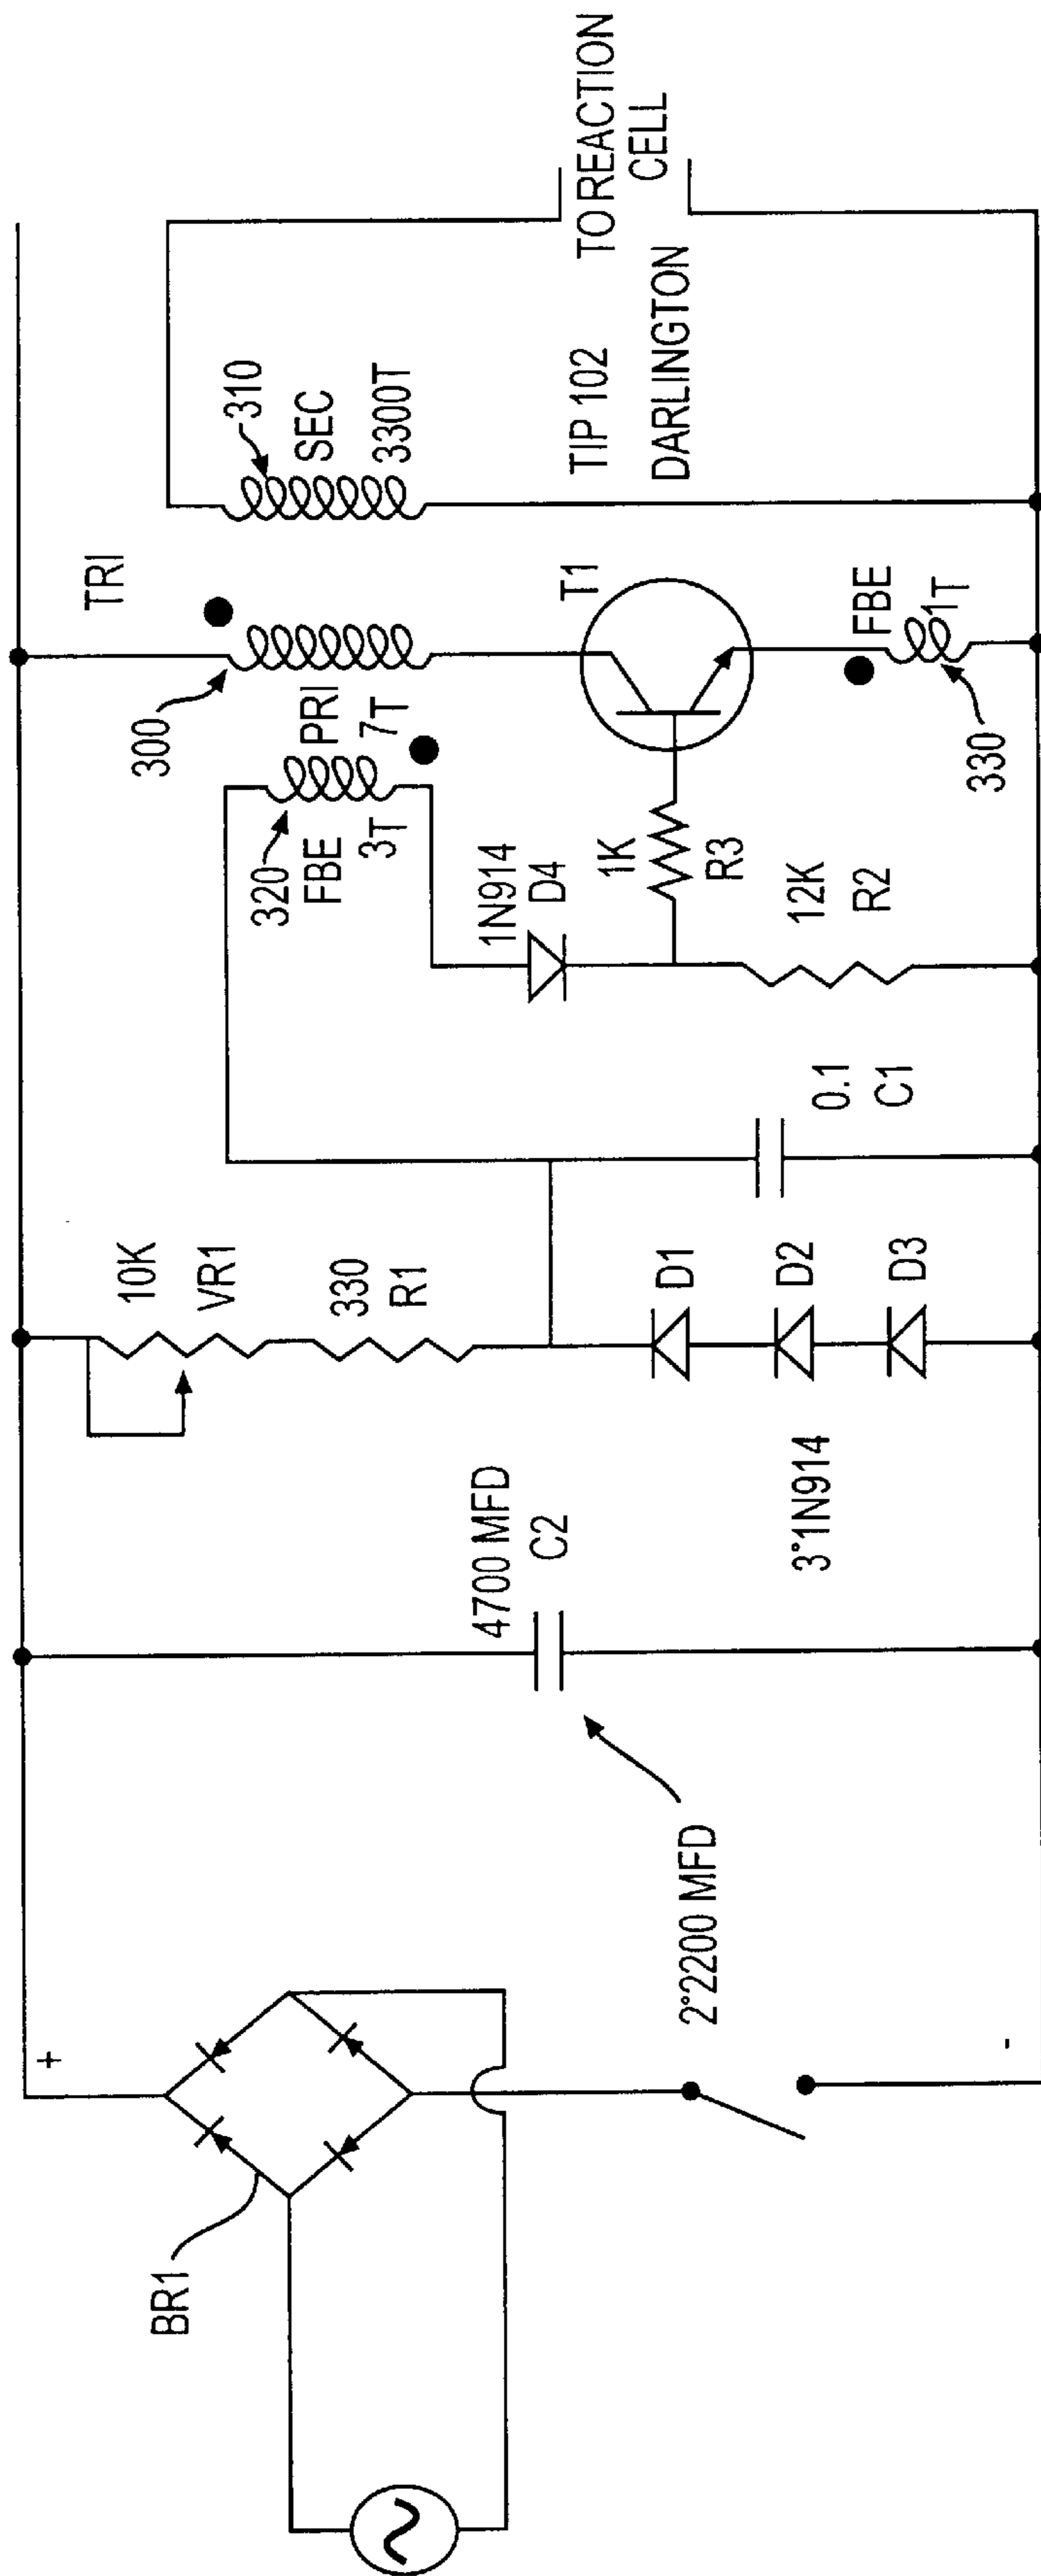 BR1
+
-
4700 MFD
C2
2°2200 MFD
10K
VR1
330
R1
D1
D2
D3
3°1N914
0.1
C1
320
FBE
3T
1N914
D4
1K
R3
12K
R2
300
PRI
7T
TRI
T1
FBE
1T
330
310
SEC
3300T
TIP 102
DARLINGTON
TO REACTION
CELL